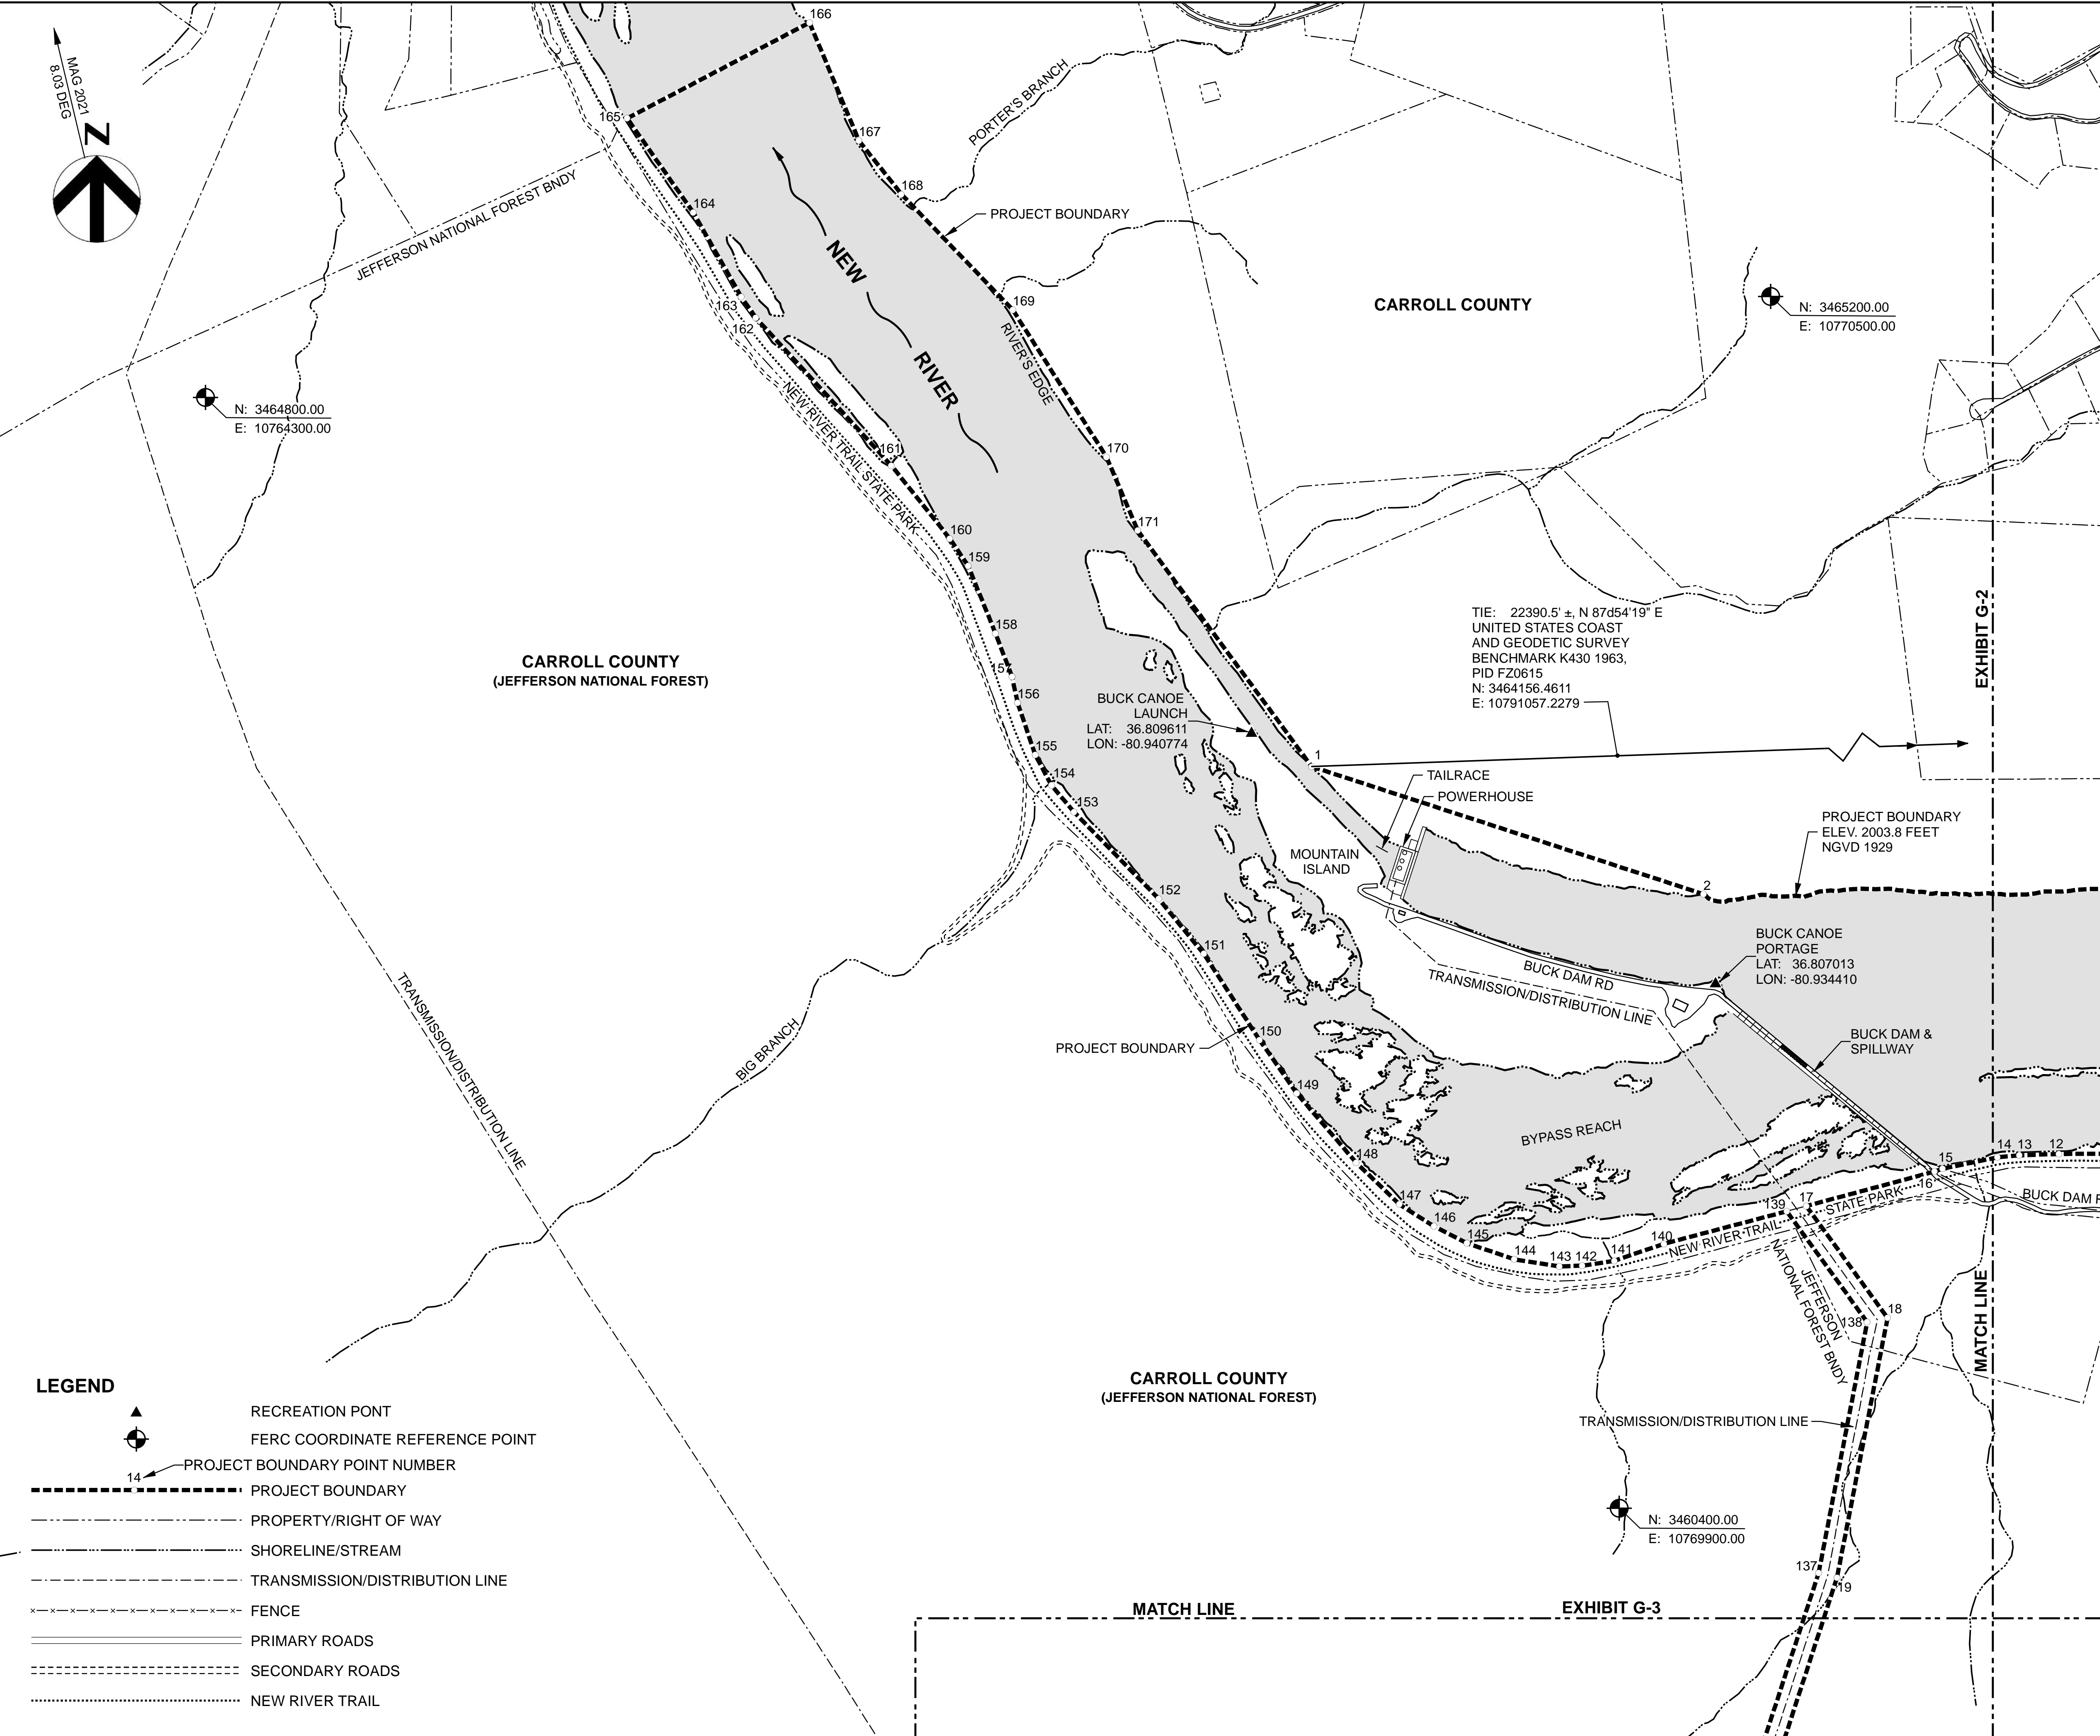 166
MAG 2021
8.03 DEG
N
165
167
PORTER'S BRANCH
168
PROJECT BOUNDARY
164
JEFFERSON NATIONAL FOREST BNDY
NEW
RIVER
163
162
169
RIVER'S EDGE
CARROLL COUNTY
N: 3465200.00
E: 10770500.00
N: 3464800.00
E: 10764300.00
NEW RIVER TRAIL STATE PARK
161
170
171
160
159
158
157
156
155
154
153
CARROLL COUNTY
(JEFFERSON NATIONAL FOREST)
TIE: 22390.5' ±, N 87d54'19" E
UNITED STATES COAST
AND GEODETIC SURVEY
BENCHMARK K430 1963,
PID FZ0615
N: 3464156.4611
E: 10791057.2279
EXHIBIT G-2
BUCK CANOE
LAUNCH
LAT: 36.809611
LON: -80.940774
1
TAILRACE
POWERHOUSE
PROJECT BOUNDARY
ELEV. 2003.8 FEET
NGVD 1929
MOUNTAIN
ISLAND
2
152
151
BUCK CANOE
PORTAGE
LAT: 36.807013
LON: -80.934410
BUCK DAM RD
TRANSMISSION/DISTRIBUTION LINE
TRANSMISSION/DISTRIBUTION LINE
BIG BRANCH
PROJECT BOUNDARY
150
BUCK DAM &
SPILLWAY
149
BYPASS REACH
148
147
146
145
144
143
142
141
140
139
17
16
15
14
13
12
NEW RIVER TRAIL
STATE PARK
BUCK DAM R
JEFFERSON
NATIONAL FOREST BNDY
138
18
MATCH LINE
CARROLL COUNTY
(JEFFERSON NATIONAL FOREST)
TRANSMISSION/DISTRIBUTION LINE
N: 3460400.00
E: 10769900.00
137
19
MATCH LINE
EXHIBIT G-3
LEGEND
RECREATION PONT
FERC COORDINATE REFERENCE POINT
14
PROJECT BOUNDARY POINT NUMBER
PROJECT BOUNDARY
PROPERTY/RIGHT OF WAY
SHORELINE/STREAM
TRANSMISSION/DISTRIBUTION LINE
FENCE
PRIMARY ROADS
SECONDARY ROADS
NEW RIVER TRAIL